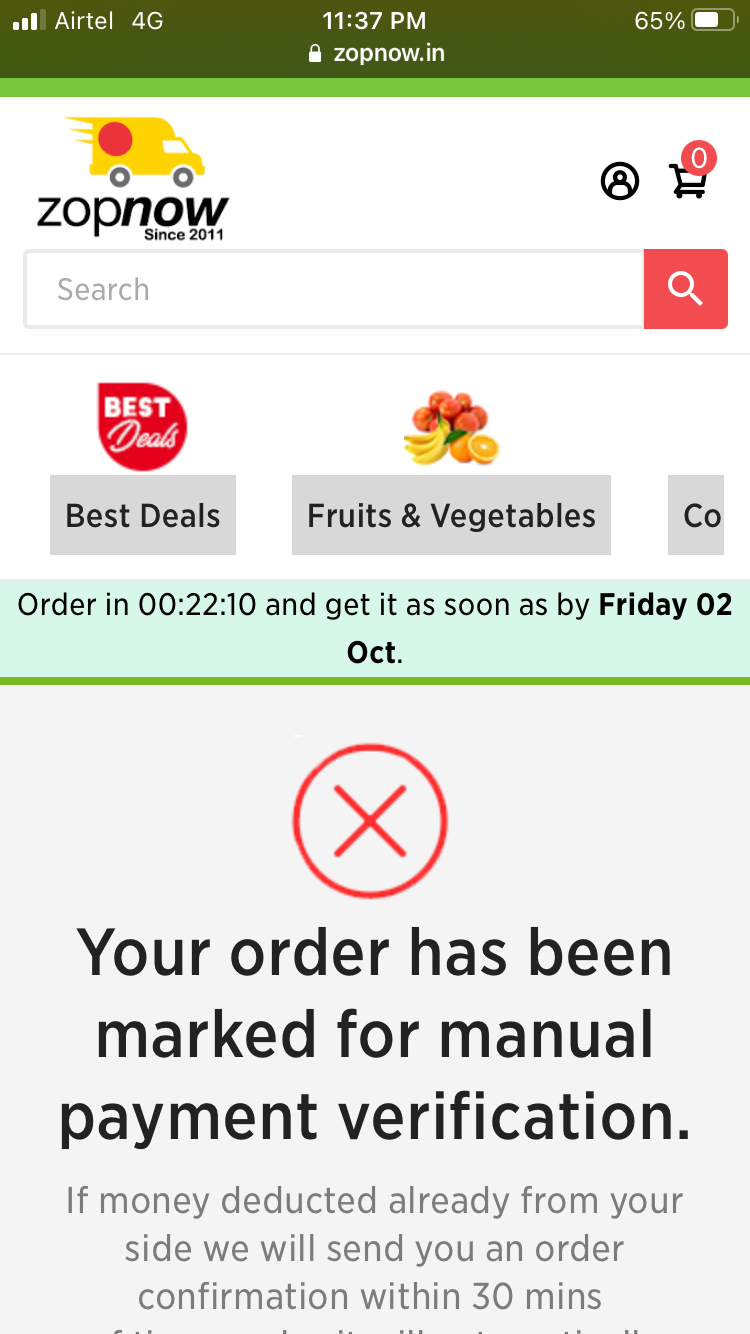 Airtel 4G 11:37 PM 65%
zopnow.in
zopnow
Since 2011
0
Search
BEST
Deals
Best Deals
Fruits & Vegetables
Co
Order in 00:22:10 and get it as soon as by Friday 02
Oct.
Your order has been
marked for manual
payment verification.
If money deducted already from your
side we will send you an order
confirmation within 30 mins